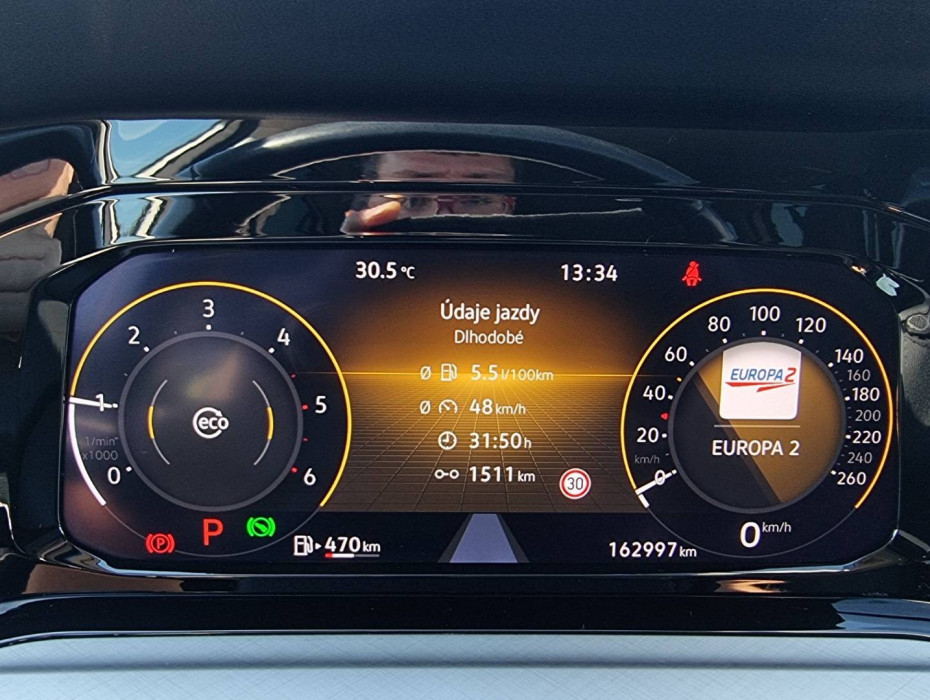 30.5 °C
13:34
Údaje jazdy
Dlhodobé
Ø 5.5 l/100km
Ø 48 km/h
31:50 h
1511 km
30
1/min
x1000
0
1
2
3
4
5
6
eco
P
P
470 km
km/h
0
20
40
60
80
100
120
140
160
180
200
220
240
260
EUROPA 2
EUROPA 2
0 km/h
162997 km